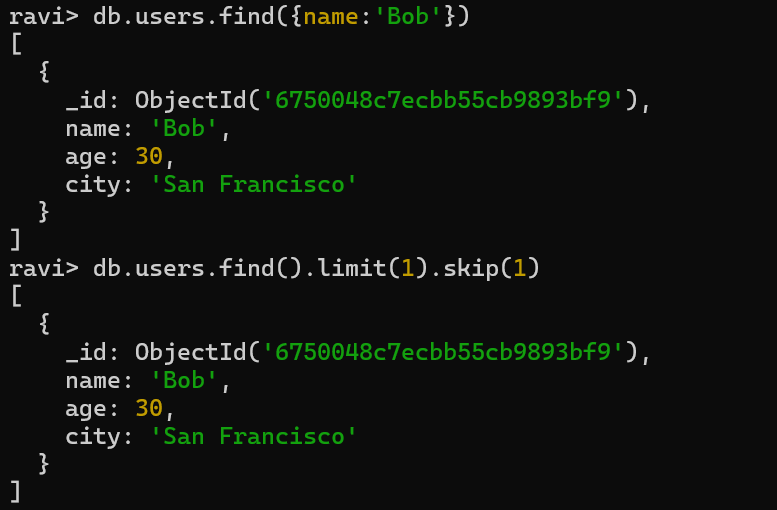 ravi> db.users.find({name:'Bob'})
[
  {
    _id: ObjectId('6750048c7ecbb55cb9893bf9'),
    name: 'Bob',
    age: 30,
    city: 'San Francisco'
  }
]
ravi> db.users.find().limit(1).skip(1)
[
  {
    _id: ObjectId('6750048c7ecbb55cb9893bf9'),
    name: 'Bob',
    age: 30,
    city: 'San Francisco'
  }
]